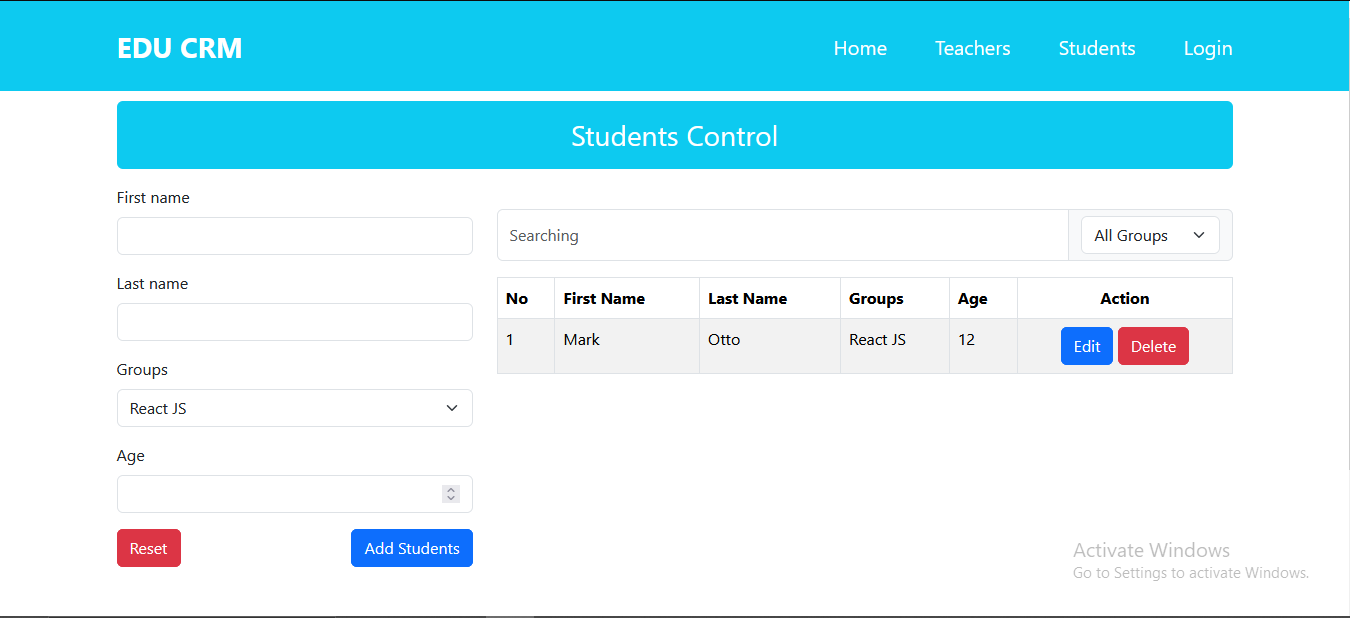 EDU CRM Home Teachers Students Login
Students Control
First name
Last name
Groups
React JS
Age
Reset Add Students
Searching All Groups
No First Name Last Name Groups Age Action
1 Mark Otto React JS 12 Edit Delete
Activate Windows
Go to Settings to activate Windows.